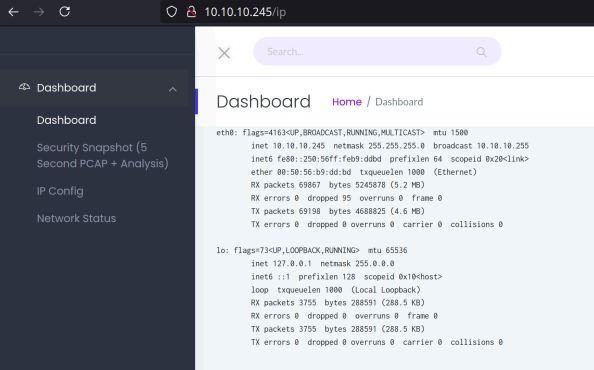 10.10.10.245/ip
Dashboard
Dashboard
Security Snapshot (5
Second PCAP + Analysis)
IP Config
Network Status
Search...
Dashboard Home / Dashboard
eth0: flags=4163<UP,BROADCAST,RUNNING,MULTICAST>  mtu 1500
        inet 10.10.10.245  netmask 255.255.255.0  broadcast 10.10.10.255
        inet6 fe80::250:56ff:feb9:ddbd  prefixlen 64  scopeid 0x20<link>
        ether 00:50:56:b9:dd:bd  txqueuelen 1000  (Ethernet)
        RX packets 69867  bytes 5245878 (5.2 MB)
        RX errors 0  dropped 95  overruns 0  frame 0
        TX packets 69198  bytes 4688825 (4.6 MB)
        TX errors 0  dropped 0 overruns 0  carrier 0  collisions 0
lo: flags=73<UP,LOOPBACK,RUNNING>  mtu 65536
        inet 127.0.0.1  netmask 255.0.0.0
        inet6 ::1  prefixlen 128  scopeid 0x10<host>
        loop  txqueuelen 1000  (Local Loopback)
        RX packets 3755  bytes 288591 (288.5 KB)
        RX errors 0  dropped 0  overruns 0  frame 0
        TX packets 3755  bytes 288591 (288.5 KB)
        TX errors 0  dropped 0 overruns 0  carrier 0  collisions 0